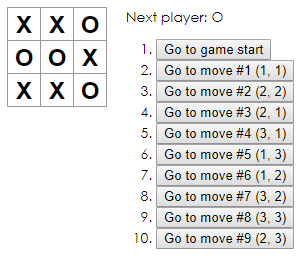 X X O
O O X
X X O
Next player: O
1. Go to game start
2. Go to move #1 (1, 1)
3. Go to move #2 (2, 2)
4. Go to move #3 (2, 1)
5. Go to move #4 (3, 1)
6. Go to move #5 (1, 3)
7. Go to move #6 (1, 2)
8. Go to move #7 (3, 2)
9. Go to move #8 (3, 3)
10. Go to move #9 (2, 3)